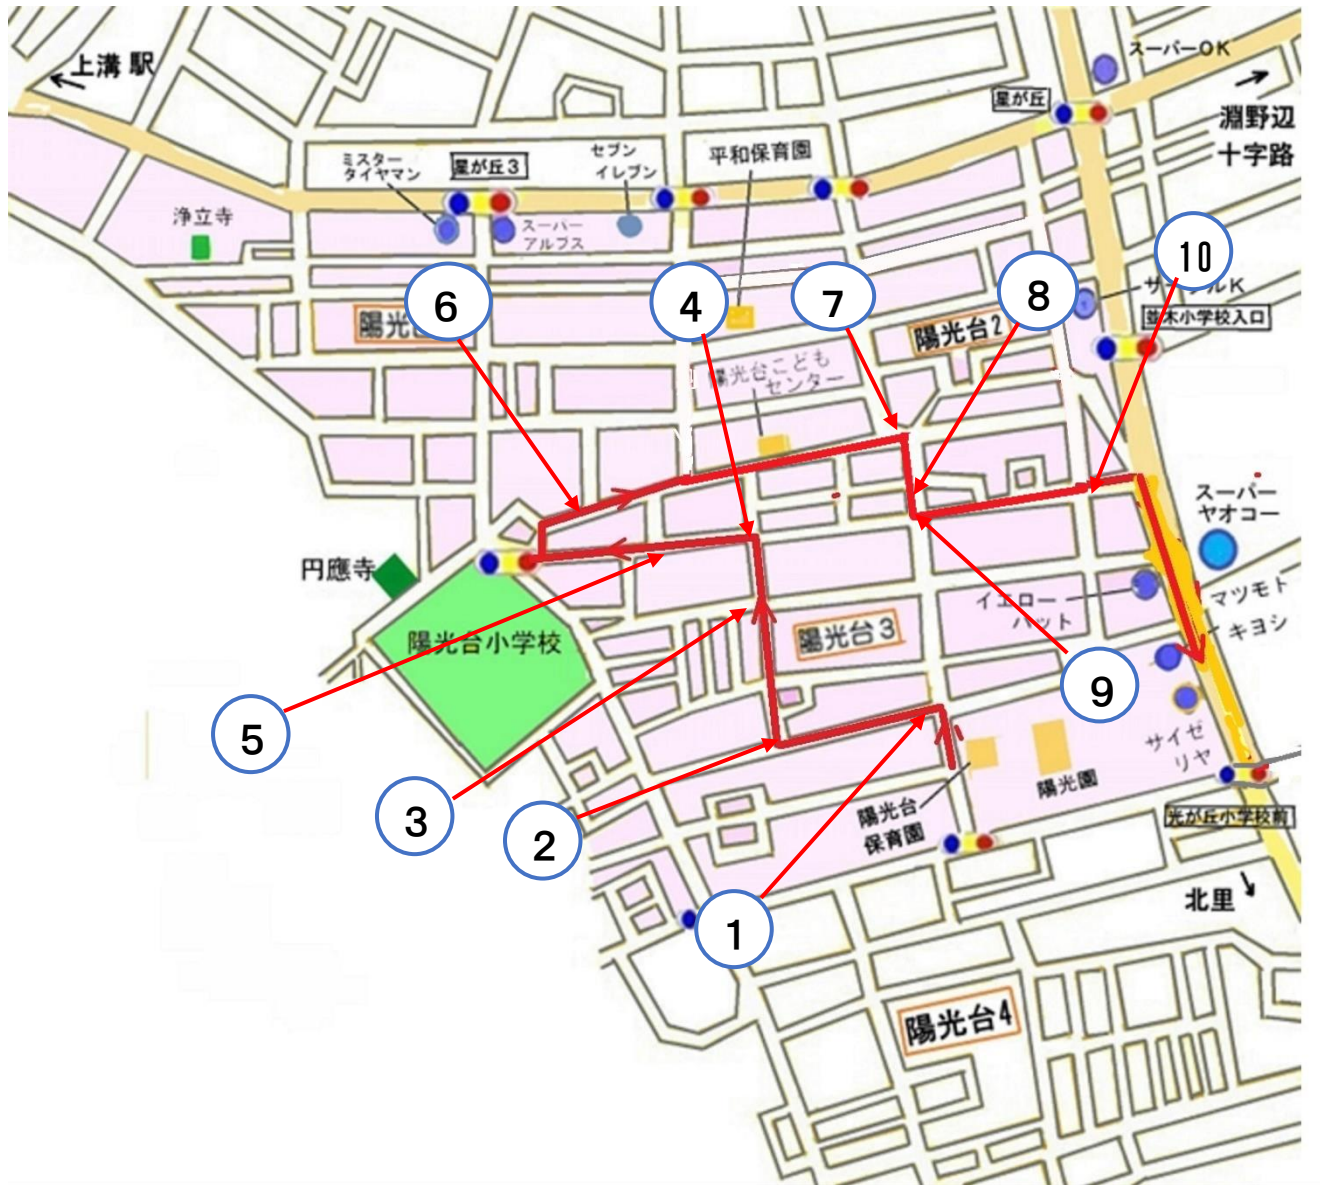 上溝駅
スーパーOK
星が丘
淵野辺
十字路
ミスター
タイヤマン
星が丘3
セブン
イレブン
平和保育園
浄立寺
スーパー
アルプス
10
6
4
7
8
陽光台2
並木小学校入口
陽光台こども
センター
スーパー
ヤオコー
円應寺
イエロー
ハット
マツモト
キヨシ
陽光台小学校
陽光台3
5
9
3
2
サイゼ
リヤ
陽光園
陽光台
保育園
光が丘小学校前
1
北里
陽光台4